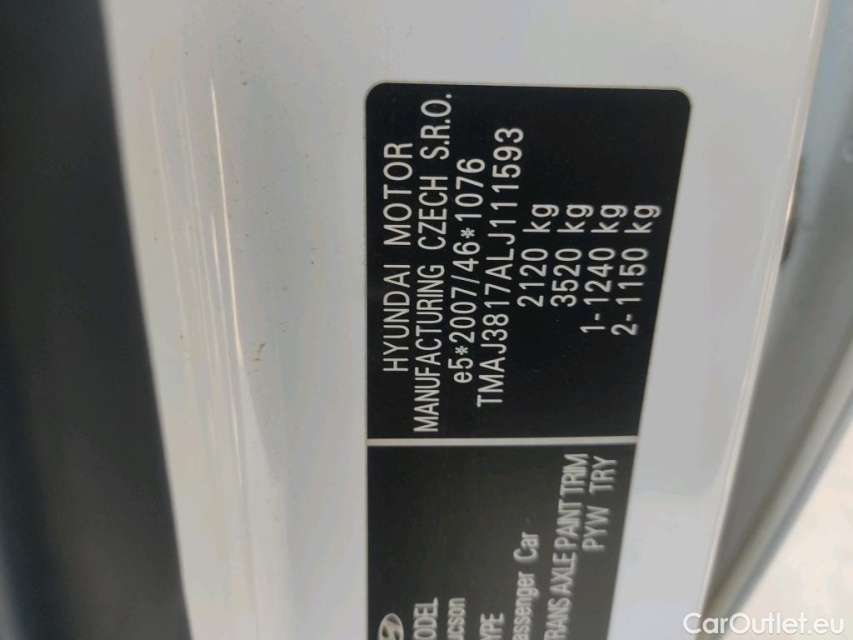 HYUNDAI MOTOR
MANUFACTURING CZECH S.R.O.
e5*2007/46*1076
TMAJ3817ALJ111593
2120 kg
3520 kg
1-1240 kg
2-1150 kg
ODEL
ucson
YPE
assenger Car
TRANS AXLE PAINT TRIM
PYW TRY
CarOutlet.eu